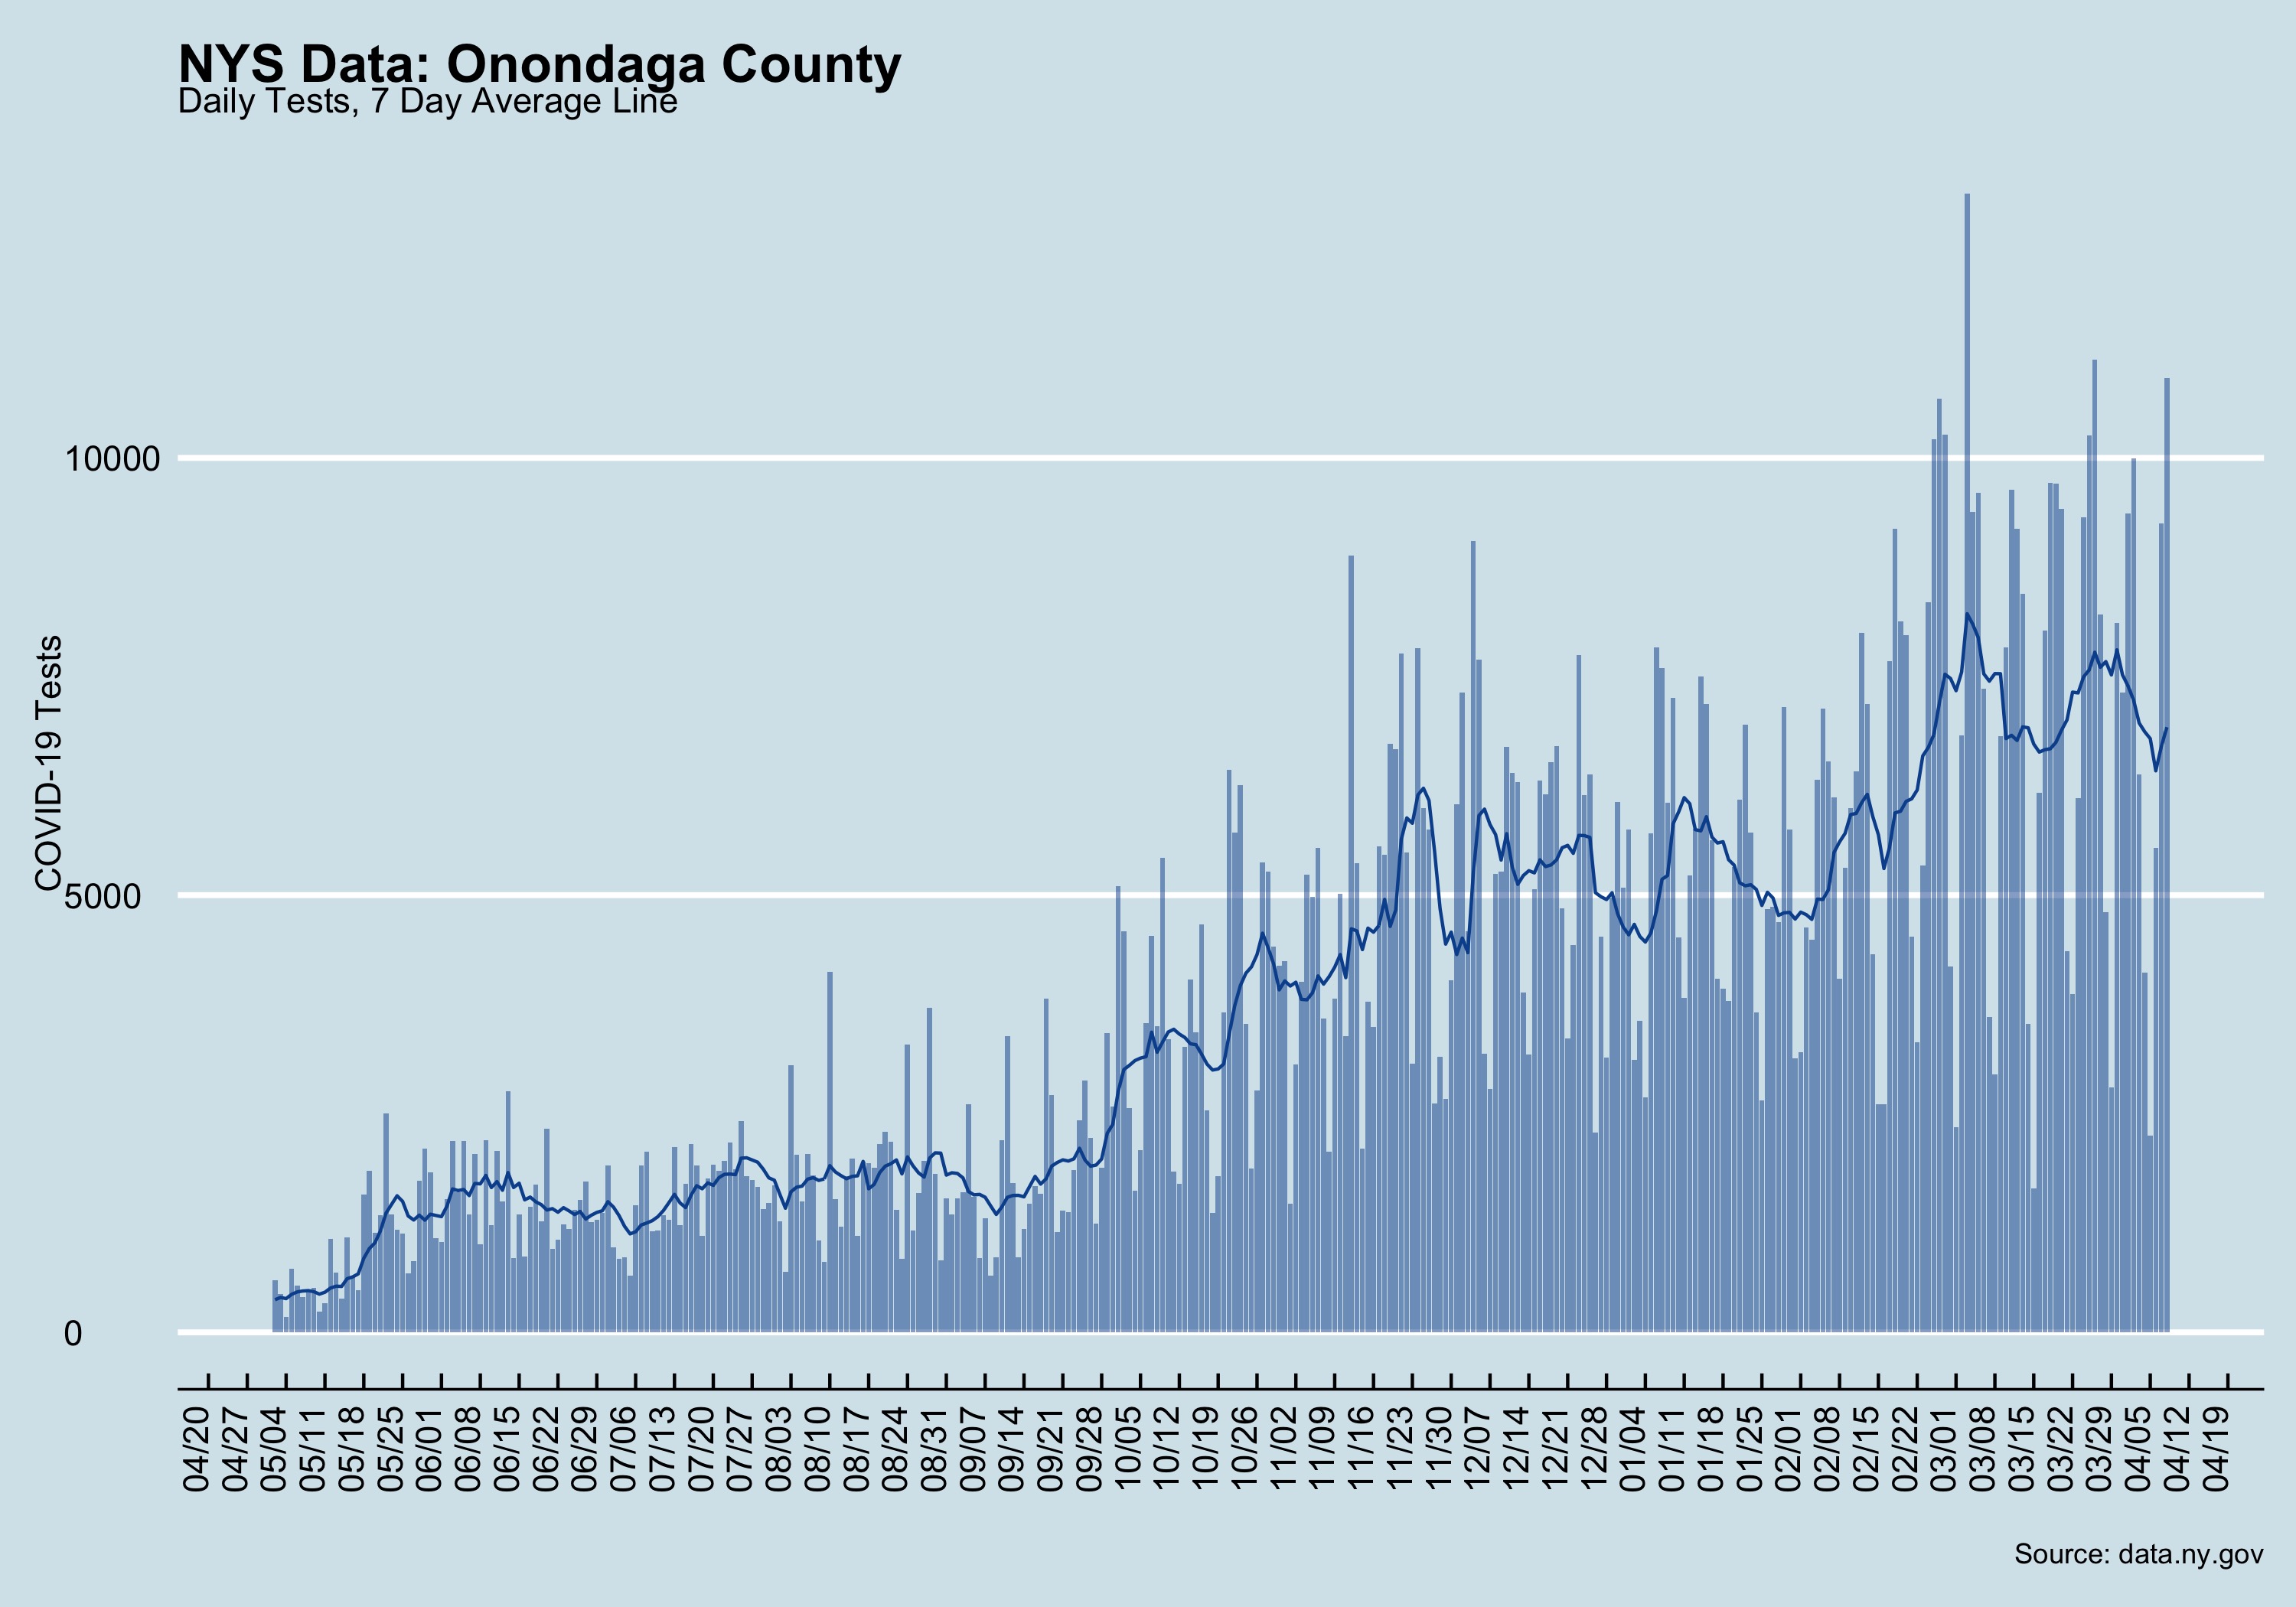 NYS Data: Onondaga County
Daily Tests, 7 Day Average Line
COVID-19 Tests
10000
5000
0
04/20 04/27 05/04 05/11 05/18 05/25 06/01 06/08 06/15 06/22 06/29 07/06 07/13 07/20 07/27 08/03 08/10 08/17 08/24 08/31 09/07 09/14 09/21 09/28 10/05 10/12 10/19 10/26 11/02 11/09 11/16 11/23 11/30 12/07 12/14 12/21 12/28 01/04 01/11 01/18 01/25 02/01 02/08 02/15 02/22 03/01 03/08 03/15 03/22 03/29 04/05 04/12 04/19
Source: data.ny.gov